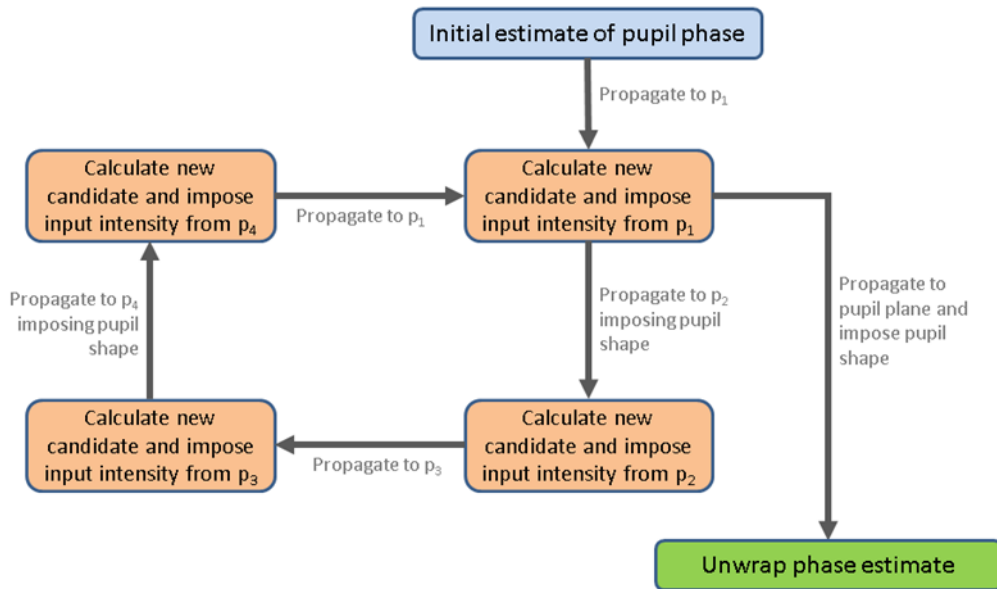 Initial estimate of pupil phase
Propagate to p₁
Calculate new
candidate and impose
input intensity from p₄
Propagate to p₁
Calculate new
candidate and impose
input intensity from p₁
Propagate to p₄
imposing pupil
shape
Propagate to p₂
imposing pupil
shape
Propagate to
pupil plane and
impose pupil
shape
Calculate new
candidate and impose
input intensity from p₃
Propagate to p₃
Calculate new
candidate and impose
input intensity from p₂
Unwrap phase estimate